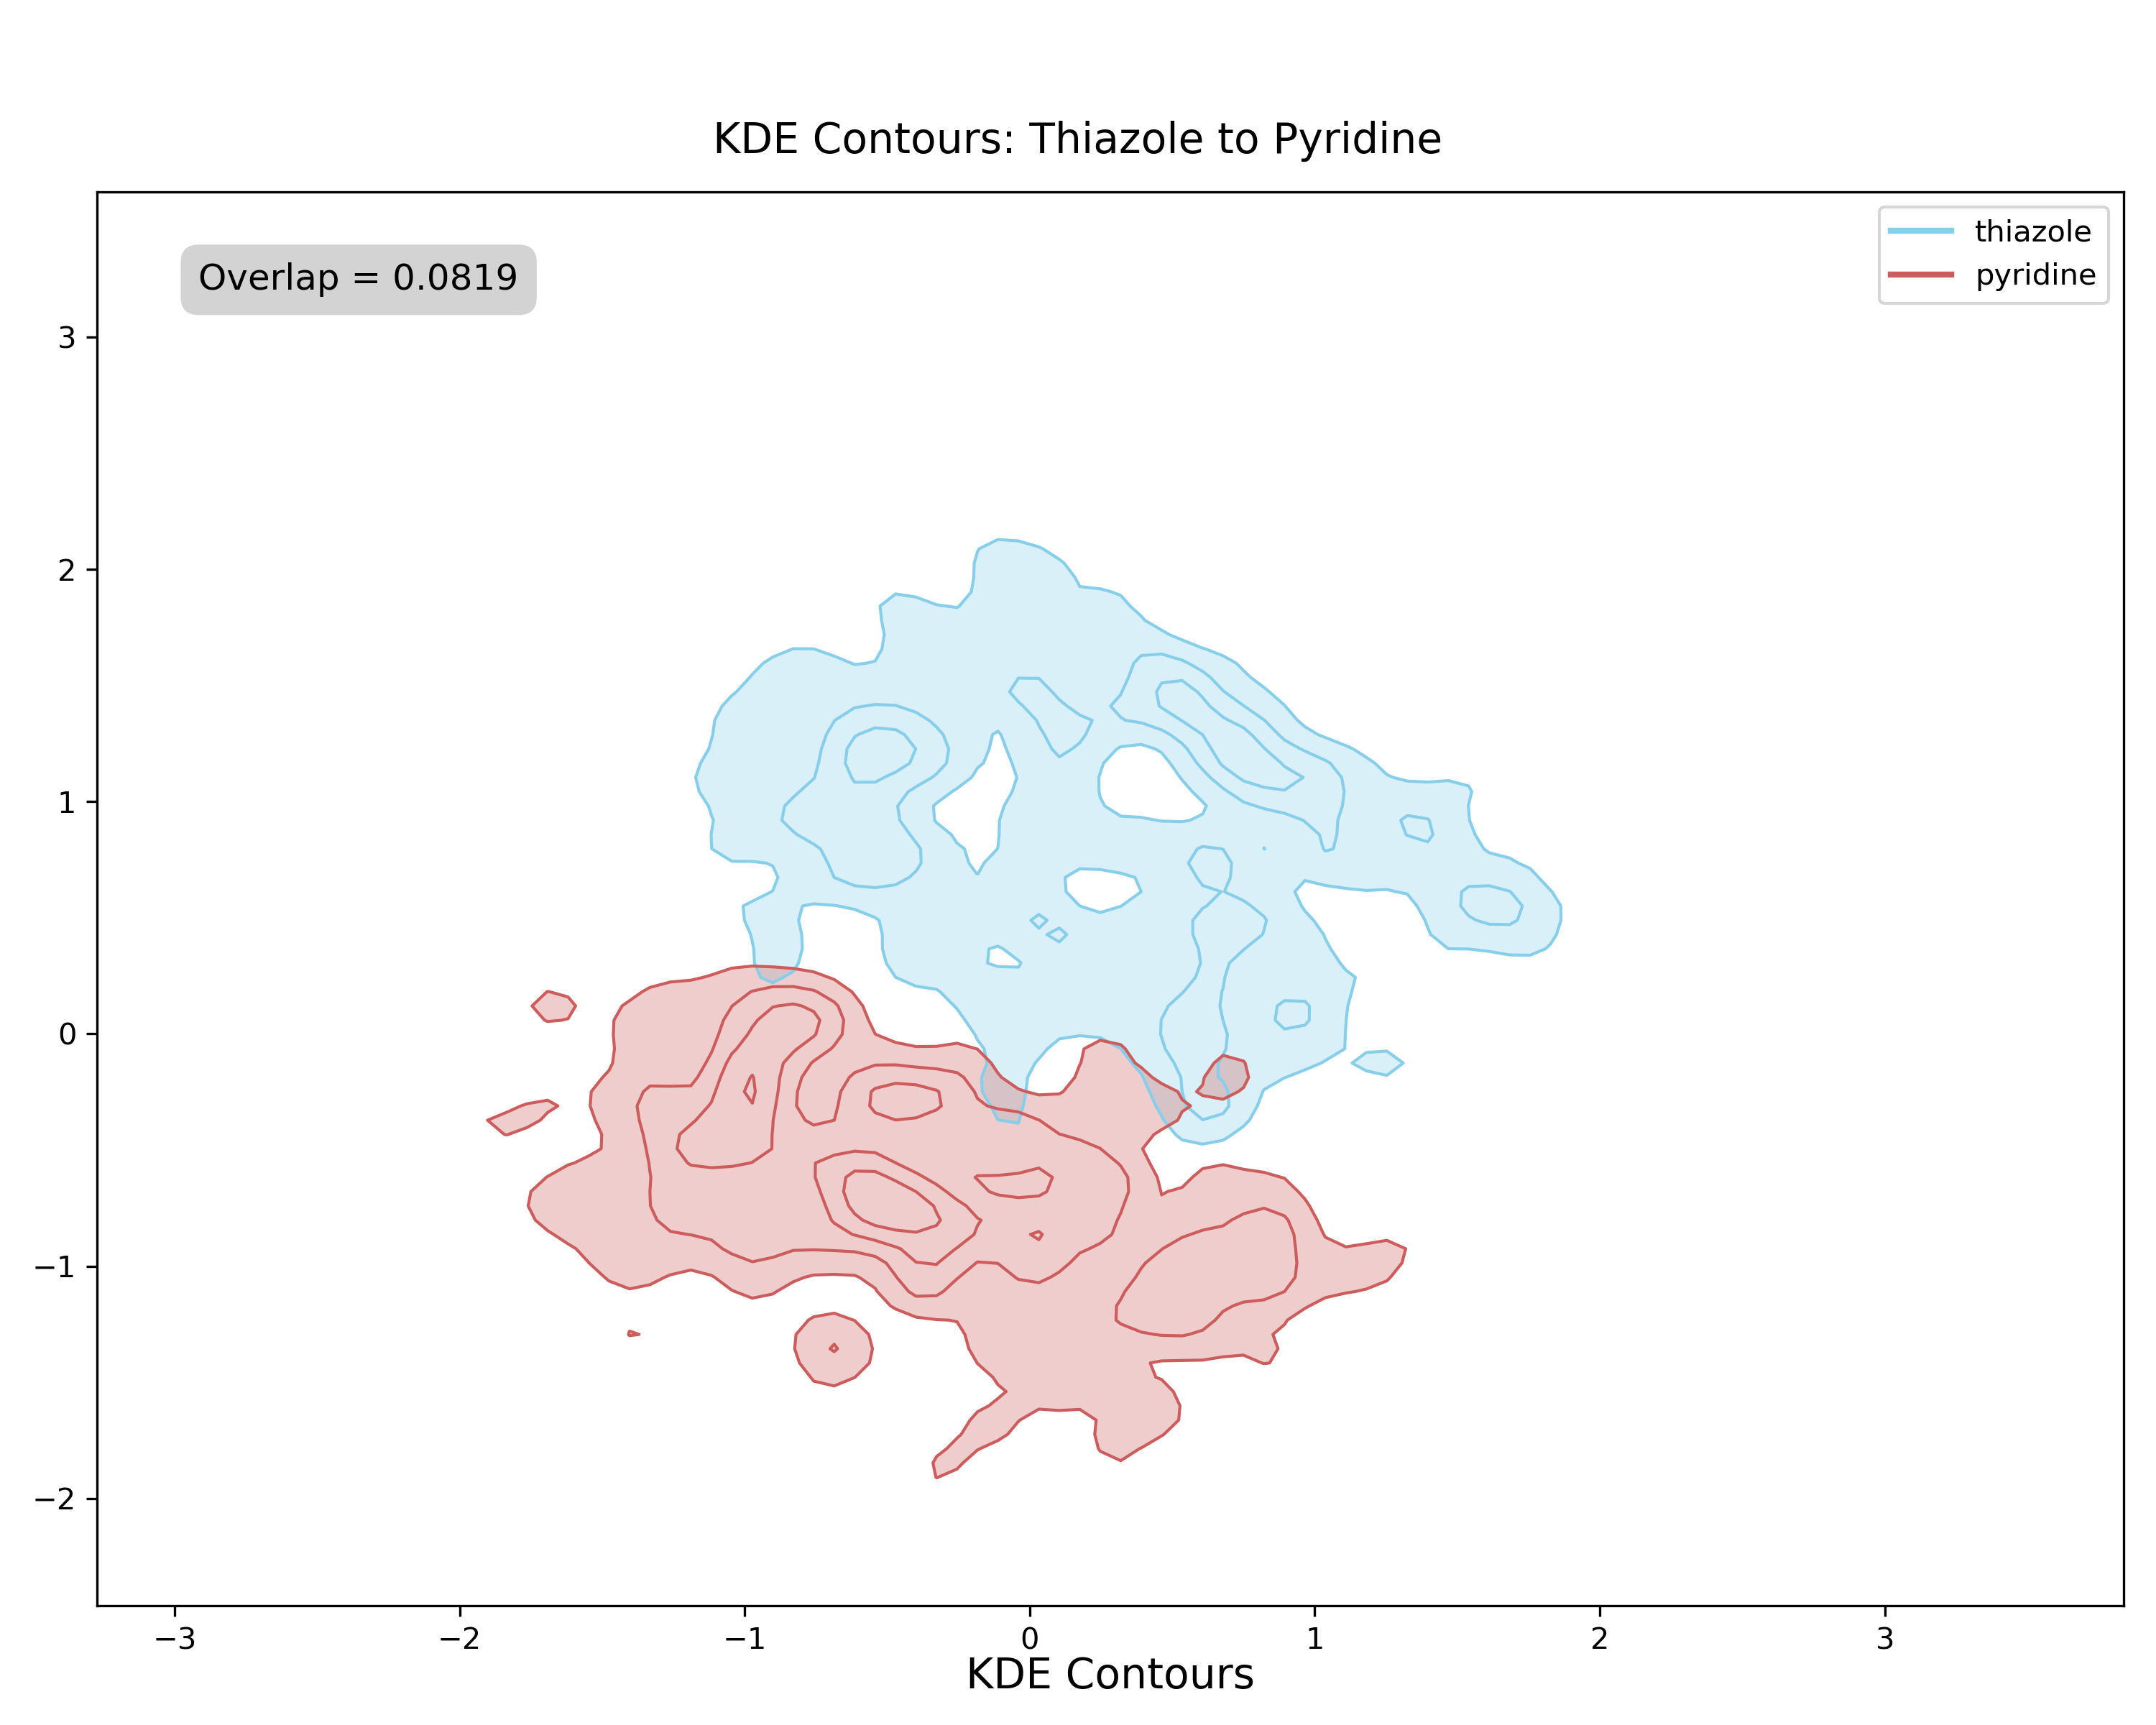 KDE Contours: Thiazole to Pyridine
Overlap = 0.0819
thiazole
pyridine
3
2
1
0
−1
−2
−3 −2 −1 0 1 2 3
KDE Contours